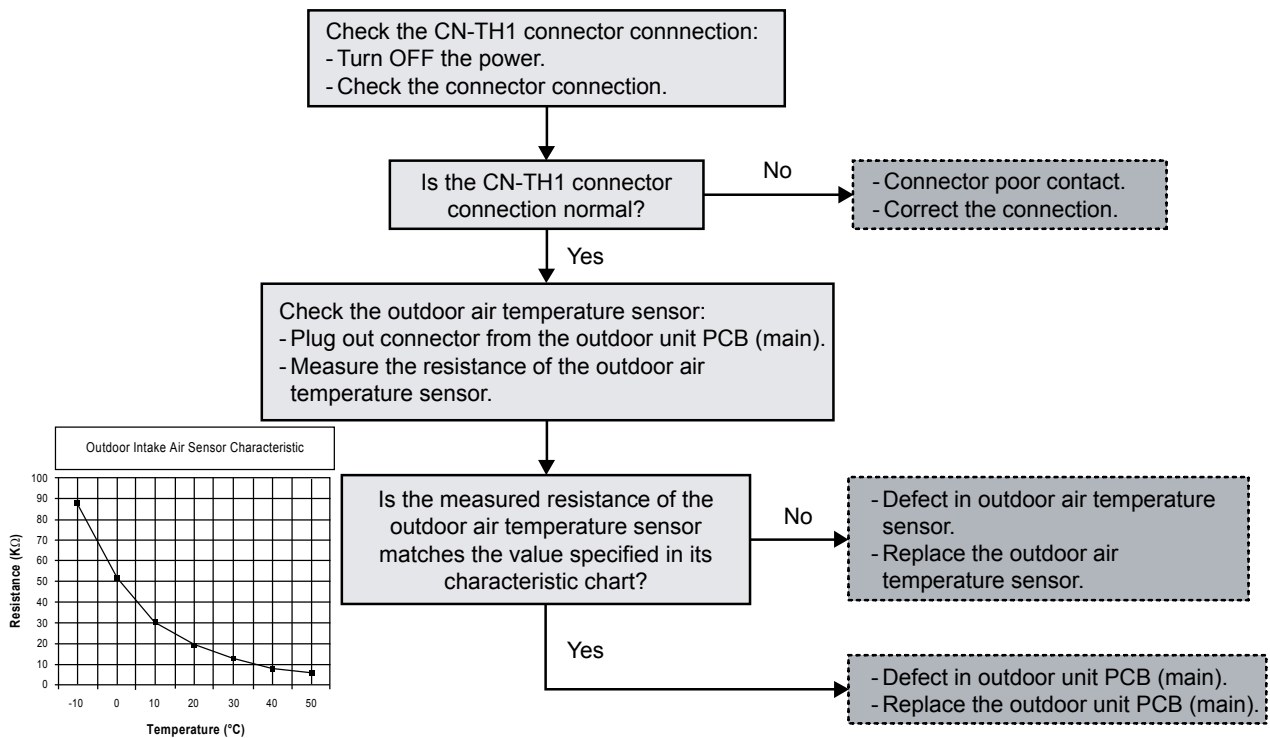 Check the CN-TH1 connector connnection:
- Turn OFF the power.
- Check the connector connection.
Is the CN-TH1 connector
connection normal?
No
- Connector poor contact.
- Correct the connection.
Yes
Check the outdoor air temperature sensor:
- Plug out connector from the outdoor unit PCB (main).
- Measure the resistance of the outdoor air
temperature sensor.
Outdoor Intake Air Sensor Characteristic
100
90
80
70
60
50
40
30
20
10
0
Resistance (KΩ)
-10 0 10 20 30 40 50
Temperature (°C)
Is the measured resistance of the
outdoor air temperature sensor
matches the value specified in its
characteristic chart?
No
- Defect in outdoor air temperature
sensor.
- Replace the outdoor air
temperature sensor.
Yes
- Defect in outdoor unit PCB (main).
- Replace the outdoor unit PCB (main).